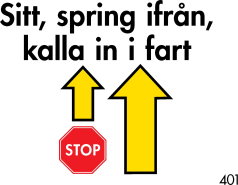 Sitt, spring ifrån,
kalla in i fart
STOP
401